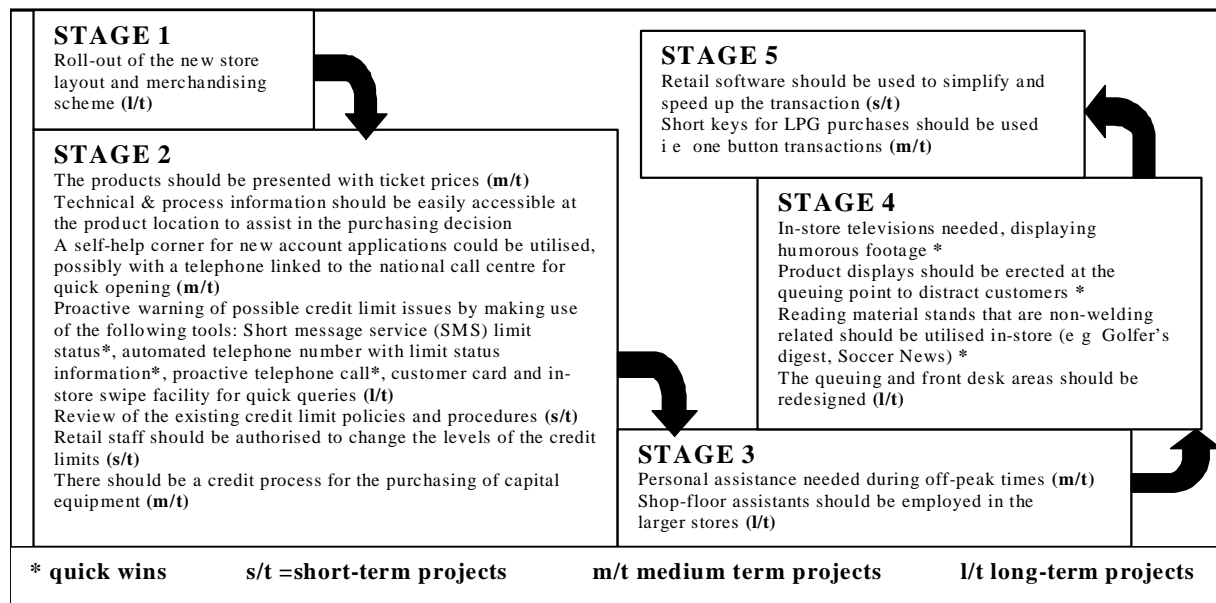 STAGE 1
Roll-out of the new store
layout and merchandising
scheme (l/t)
STAGE 2
The products should be presented with ticket prices (m/t)
Technical & process information should be easily accessible at
the product location to assist in the purchasing decision
A self-help corner for new account applications could be utilised,
possibly with a telephone linked to the national call centre for
quick opening (m/t)
Proactive warning of possible credit limit issues by making use
of the following tools: Short message service (SMS) limit
status*, automated telephone number with limit status
information*, proactive telephone call*, customer card and in-
store swipe facility for quick queries (l/t)
Review of the existing credit limit policies and procedures (s/t)
Retail staff should be authorised to change the levels of the credit
limits (s/t)
There should be a credit process for the purchasing of capital
equipment (m/t)
STAGE 3
Personal assistance needed during off-peak times (m/t)
Shop-floor assistants should be employed in the
larger stores (l/t)
STAGE 4
In-store televisions needed, displaying
humorous footage *
Product displays should be erected at the
queuing point to distract customers *
Reading material stands that are non-welding
related should be utilised in-store (e g Golfer's
digest, Soccer News) *
The queuing and front desk areas should be
redesigned (l/t)
STAGE 5
Retail software should be used to simplify and
speed up the transaction (s/t)
Short keys for LPG purchases should be used
i e one button transactions (m/t)
* quick wins s/t =short-term projects m/t medium term projects l/t long-term projects